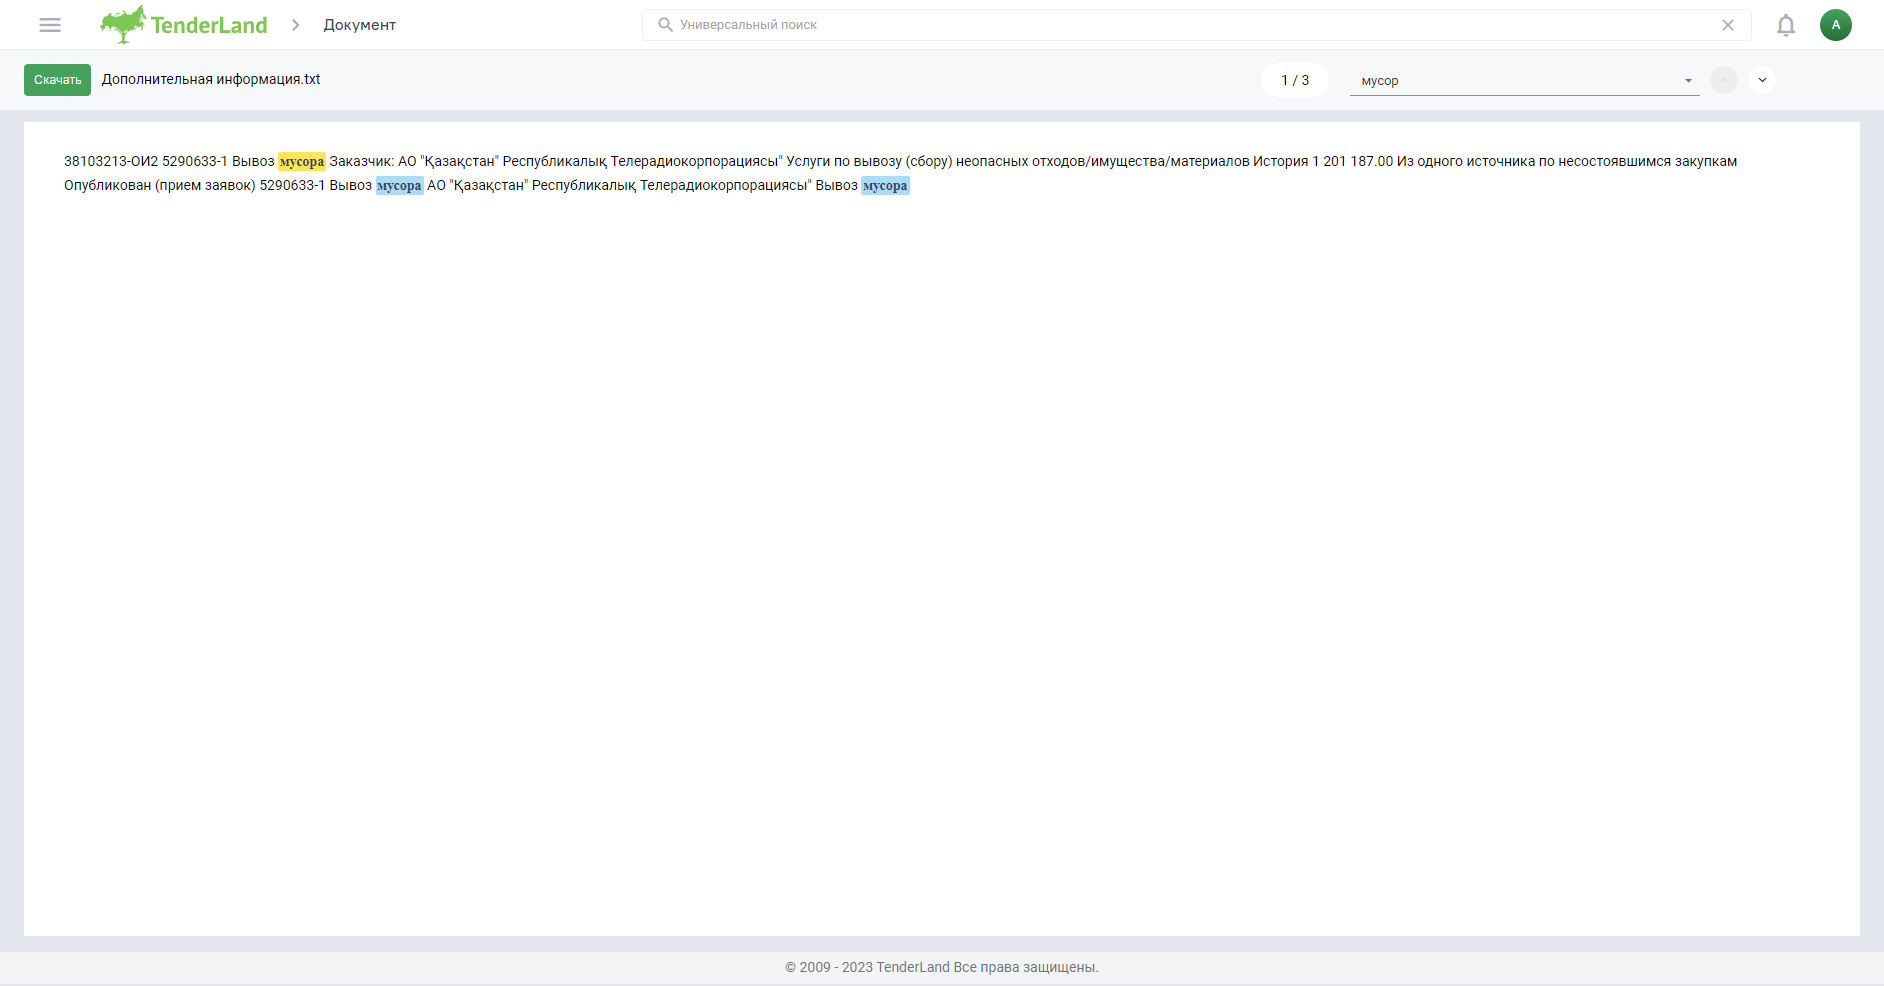 TenderLand
Документ
Универсальный поиск
А
Скачать
Дополнительная информация.txt
1 / 3
мусор
38103213-ОИ2 5290633-1 Вывоз мусора Заказчик: АО "Қазақстан" Республикалық Телерадиокорпорациясы" Услуги по вывозу (сбору) неопасных отходов/имущества/материалов История 1 201 187.00 Из одного источника по несостоявшимся закупкам
Опубликован (прием заявок) 5290633-1 Вывоз мусора АО "Қазақстан" Республикалық Телерадиокорпорациясы" Вывоз мусора
© 2009 - 2023 TenderLand Все права защищены.